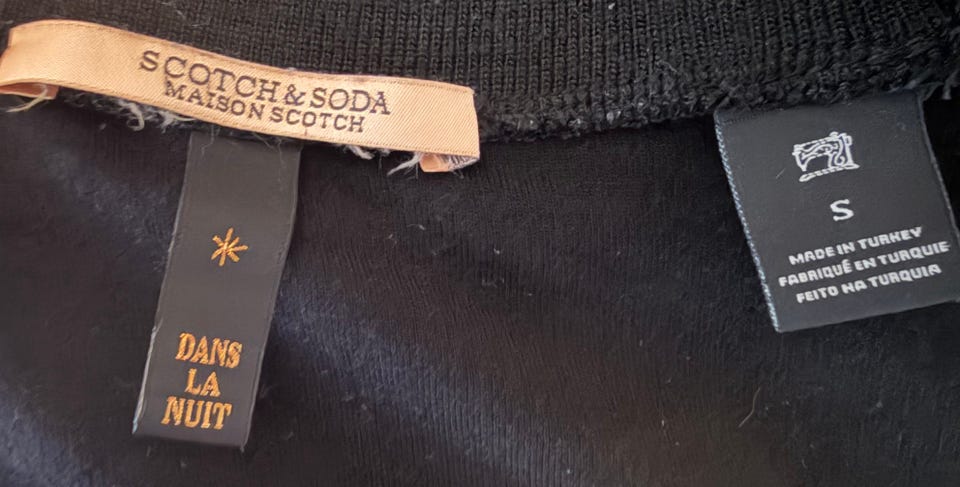 SCOTCH & SODA
MAISON SCOTCH
DANS
LA
NUIT
S
MADE IN TURKEY
FABRIQUÉ EN TURQUIE
FEITO NA TURQUIA